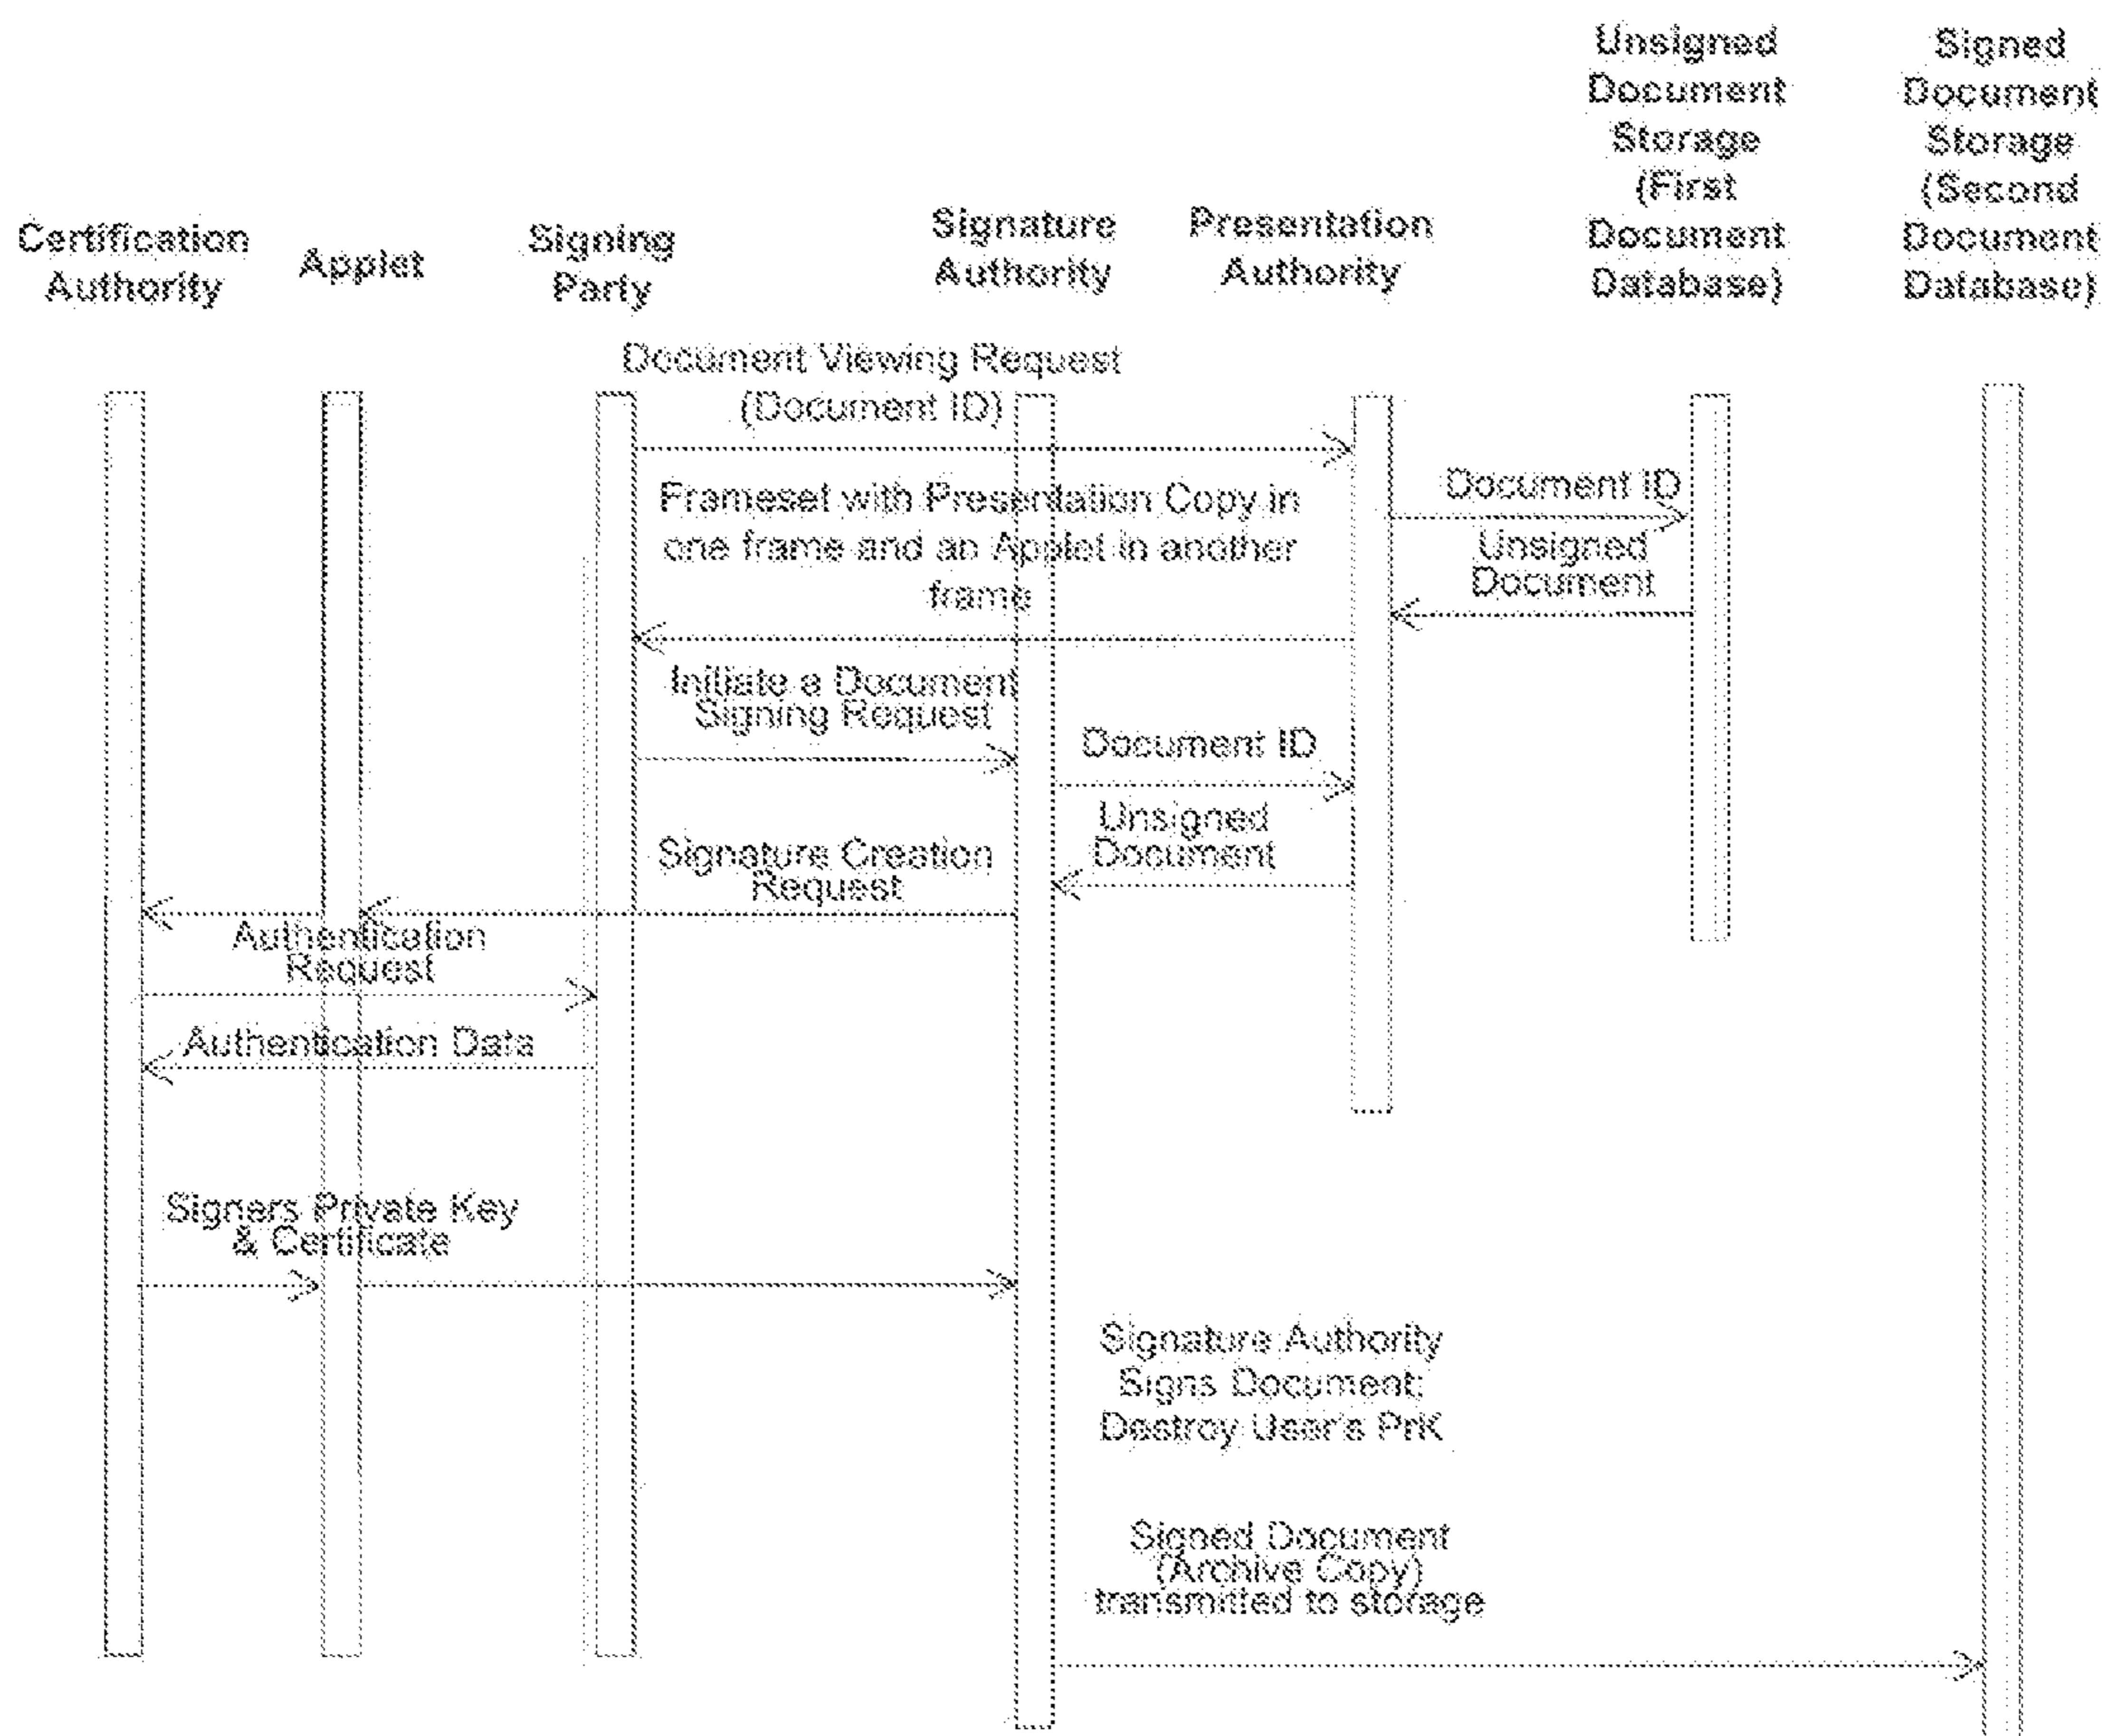 Certification
Authority
Applet
Signing
Party
Signature
Authority
Presentation
Authority
Unsigned
Document
Storage
(First
Document
Database)
Signed
Document
Storage
(Second
Document
Database)
Document Viewing Request
(Document ID)
Document ID
Unsigned
Document
Frameset with Presentation Copy in
one frame and an Applet in another
frame
Initiate a Document
Signing Request
Document ID
Unsigned
Document
Signature Creation
Request
Authentication
Request
Authentication Data
Signers Private Key
& Certificate
Signature Authority
Signs Document;
Destroy User's PrK
Signed Document
(Archive Copy)
transmitted to storage